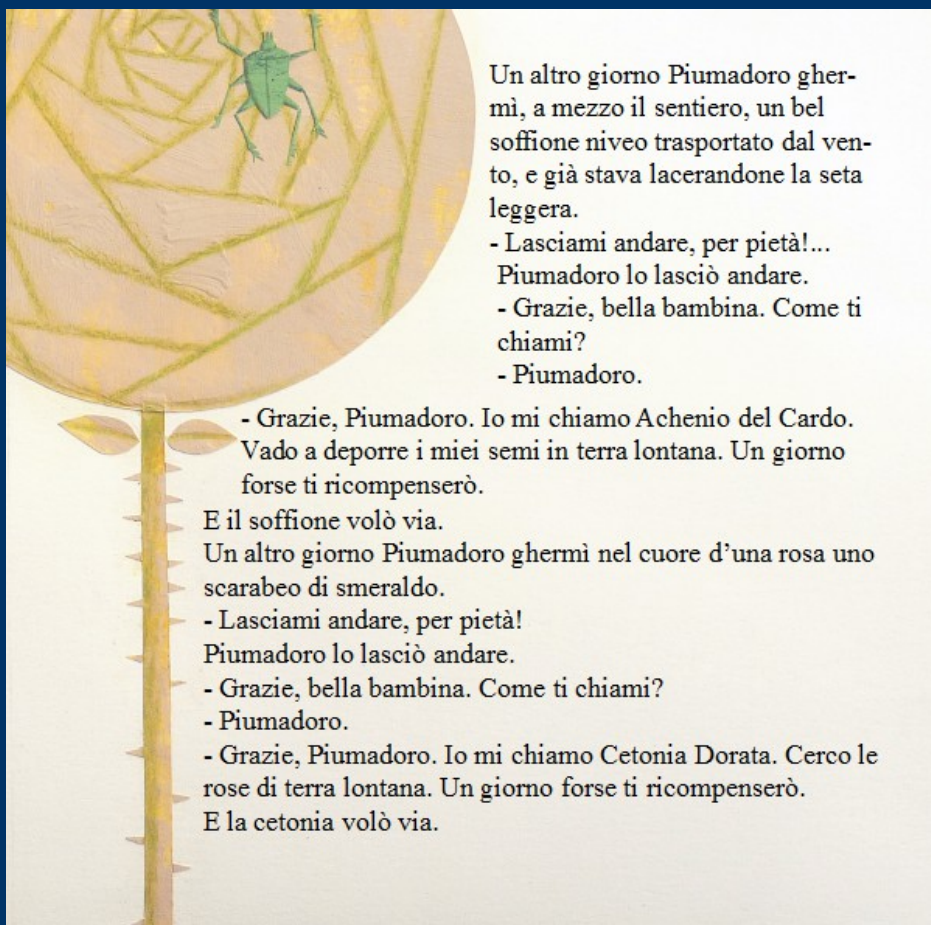 Un altro giorno Piumadoro gher-
mì, a mezzo il sentiero, un bel
soffione niveo trasportato dal ven-
to, e già stava lacerandone la seta
leggera.
- Lasciami andare, per pietà!...
Piumadoro lo lasciò andare.
- Grazie, bella bambina. Come ti
chiami?
- Piumadoro.
- Grazie, Piumadoro. Io mi chiamo Achenio del Cardo.
Vado a deporre i miei semi in terra lontana. Un giorno
forse ti ricompenserò.
E il soffione volò via.
Un altro giorno Piumadoro ghermì nel cuore d’una rosa uno
scarabeo di smeraldo.
- Lasciami andare, per pietà!
Piumadoro lo lasciò andare.
- Grazie, bella bambina. Come ti chiami?
- Piumadoro.
- Grazie, Piumadoro. Io mi chiamo Cetonia Dorata. Cerco le
rose di terra lontana. Un giorno forse ti ricompenserò.
E la cetonia volò via.